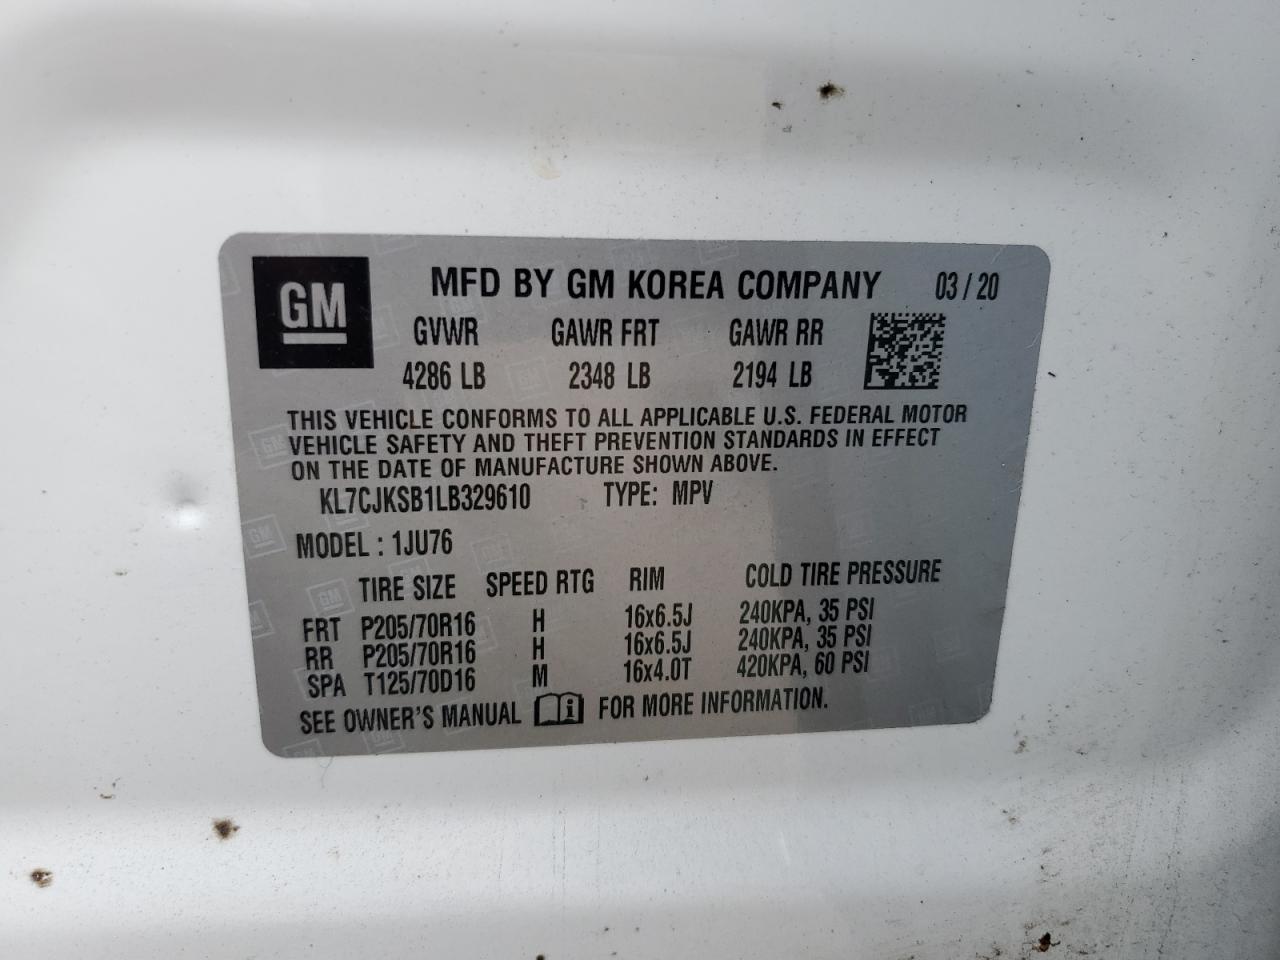 GM
MFD BY GM KOREA COMPANY 03 / 20
GVWR GAWR FRT GAWR RR
4286 LB 2348 LB 2194 LB
THIS VEHICLE CONFORMS TO ALL APPLICABLE U.S. FEDERAL MOTOR
VEHICLE SAFETY AND THEFT PREVENTION STANDARDS IN EFFECT
ON THE DATE OF MANUFACTURE SHOWN ABOVE.
KL7CJKSB1LB329610 TYPE: MPV
MODEL : 1JU76
TIRE SIZE SPEED RTG RIM COLD TIRE PRESSURE
FRT P205/70R16 H 16x6.5J 240KPA, 35 PSI
RR P205/70R16 H 16x6.5J 240KPA, 35 PSI
SPA T125/70D16 M 16x4.0T 420KPA, 60 PSI
SEE OWNER'S MANUAL i FOR MORE INFORMATION.